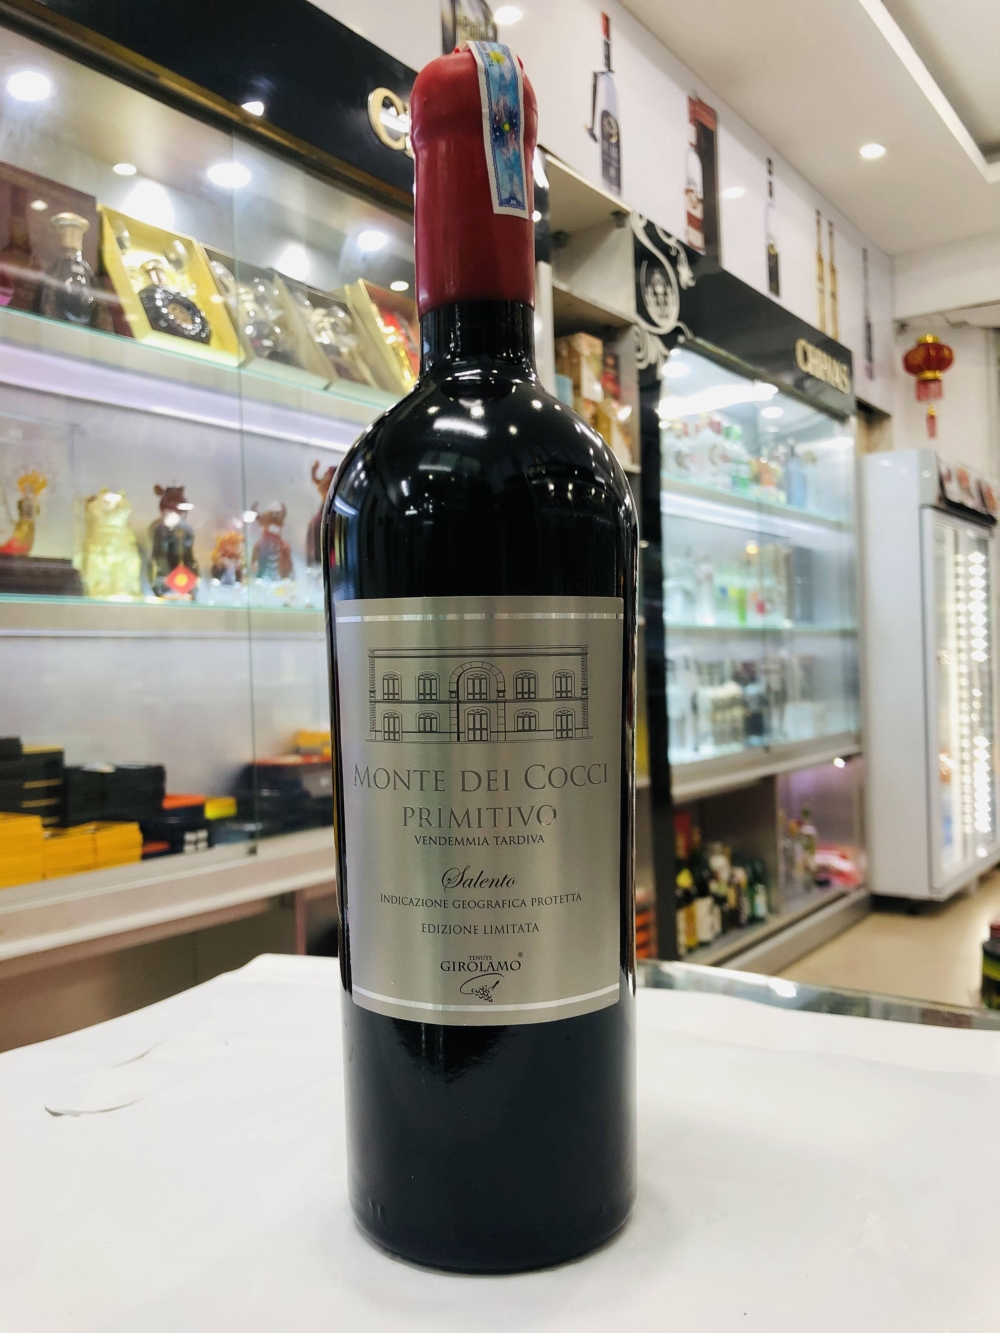 MONTE DEI COCCI
PRIMITIVO
VENDEMMIA TARDIVA
Salento
INDICAZIONE GEOGRAFICA PROTETTA
EDIZIONE LIMITATA
TENUTE
GIROLAMO®